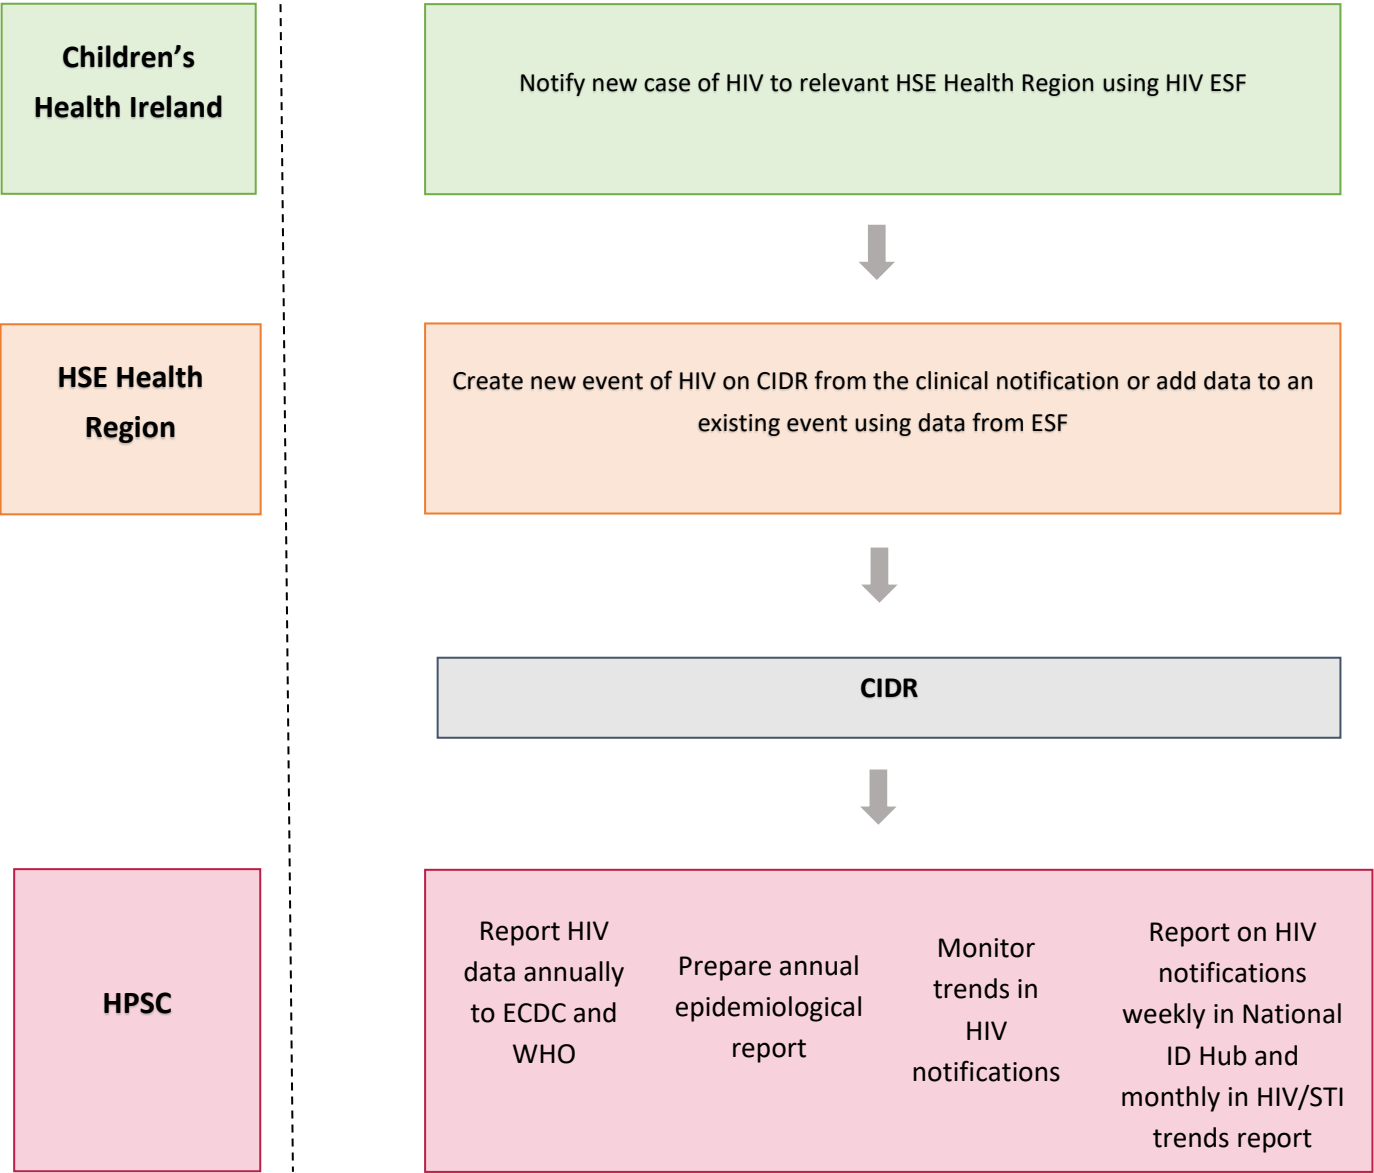 Children’s
Health Ireland
Notify new case of HIV to relevant HSE Health Region using HIV ESF
HSE Health
Region
Create new event of HIV on CIDR from the clinical notification or add data to an
existing event using data from ESF
CIDR
HPSC
Report HIV
data annually
to ECDC and
WHO
Prepare annual
epidemiological
report
Monitor
trends in
HIV
notifications
Report on HIV
notifications
weekly in National
ID Hub and
monthly in HIV/STI
trends report